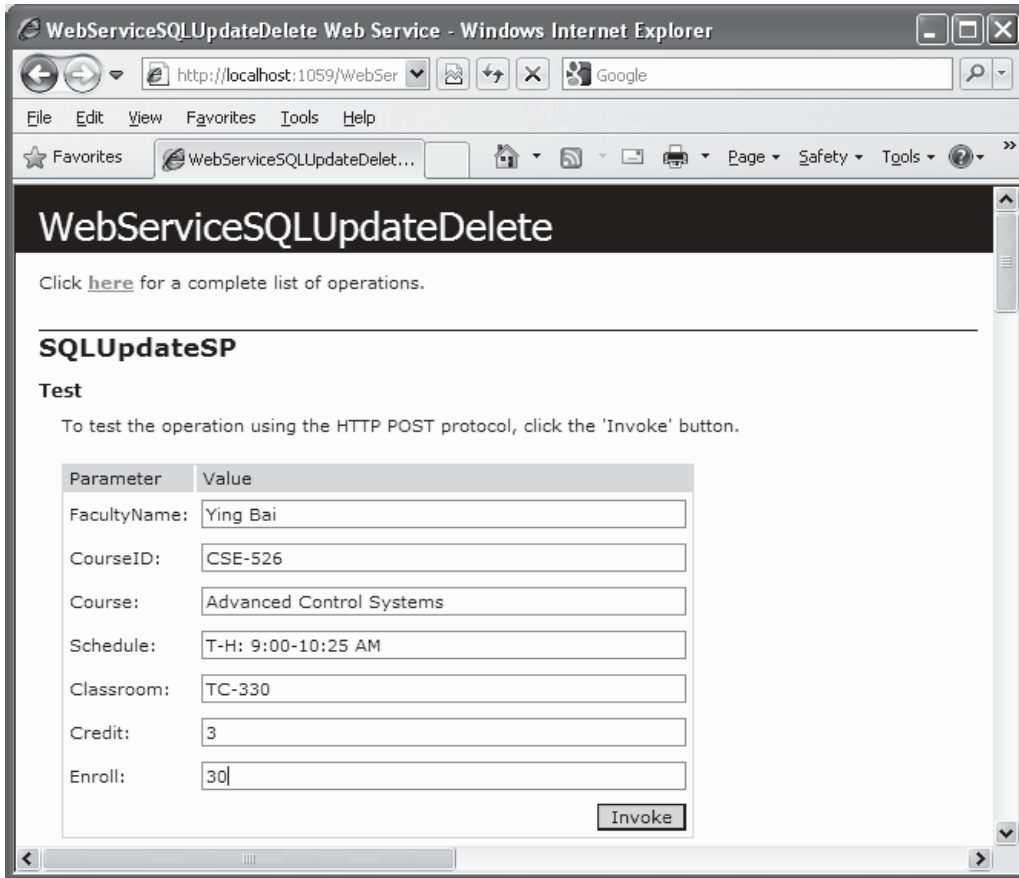 WebServiceSQLUpdateDelete Web Service - Windows Internet Explorer
http://localhost:1059/WebSer
Google
File Edit View Favorites Tools Help
Favorites
WebServiceSQLUpdateDelet...
Page Safety Tools
WebServiceSQLUpdateDelete
Click here for a complete list of operations.
SQLUpdateSP
Test
To test the operation using the HTTP POST protocol, click the 'Invoke' button.
Parameter Value
FacultyName: Ying Bai
CourseID: CSE-526
Course: Advanced Control Systems
Schedule: T-H: 9:00-10:25 AM
Classroom: TC-330
Credit: 3
Enroll: 30
Invoke